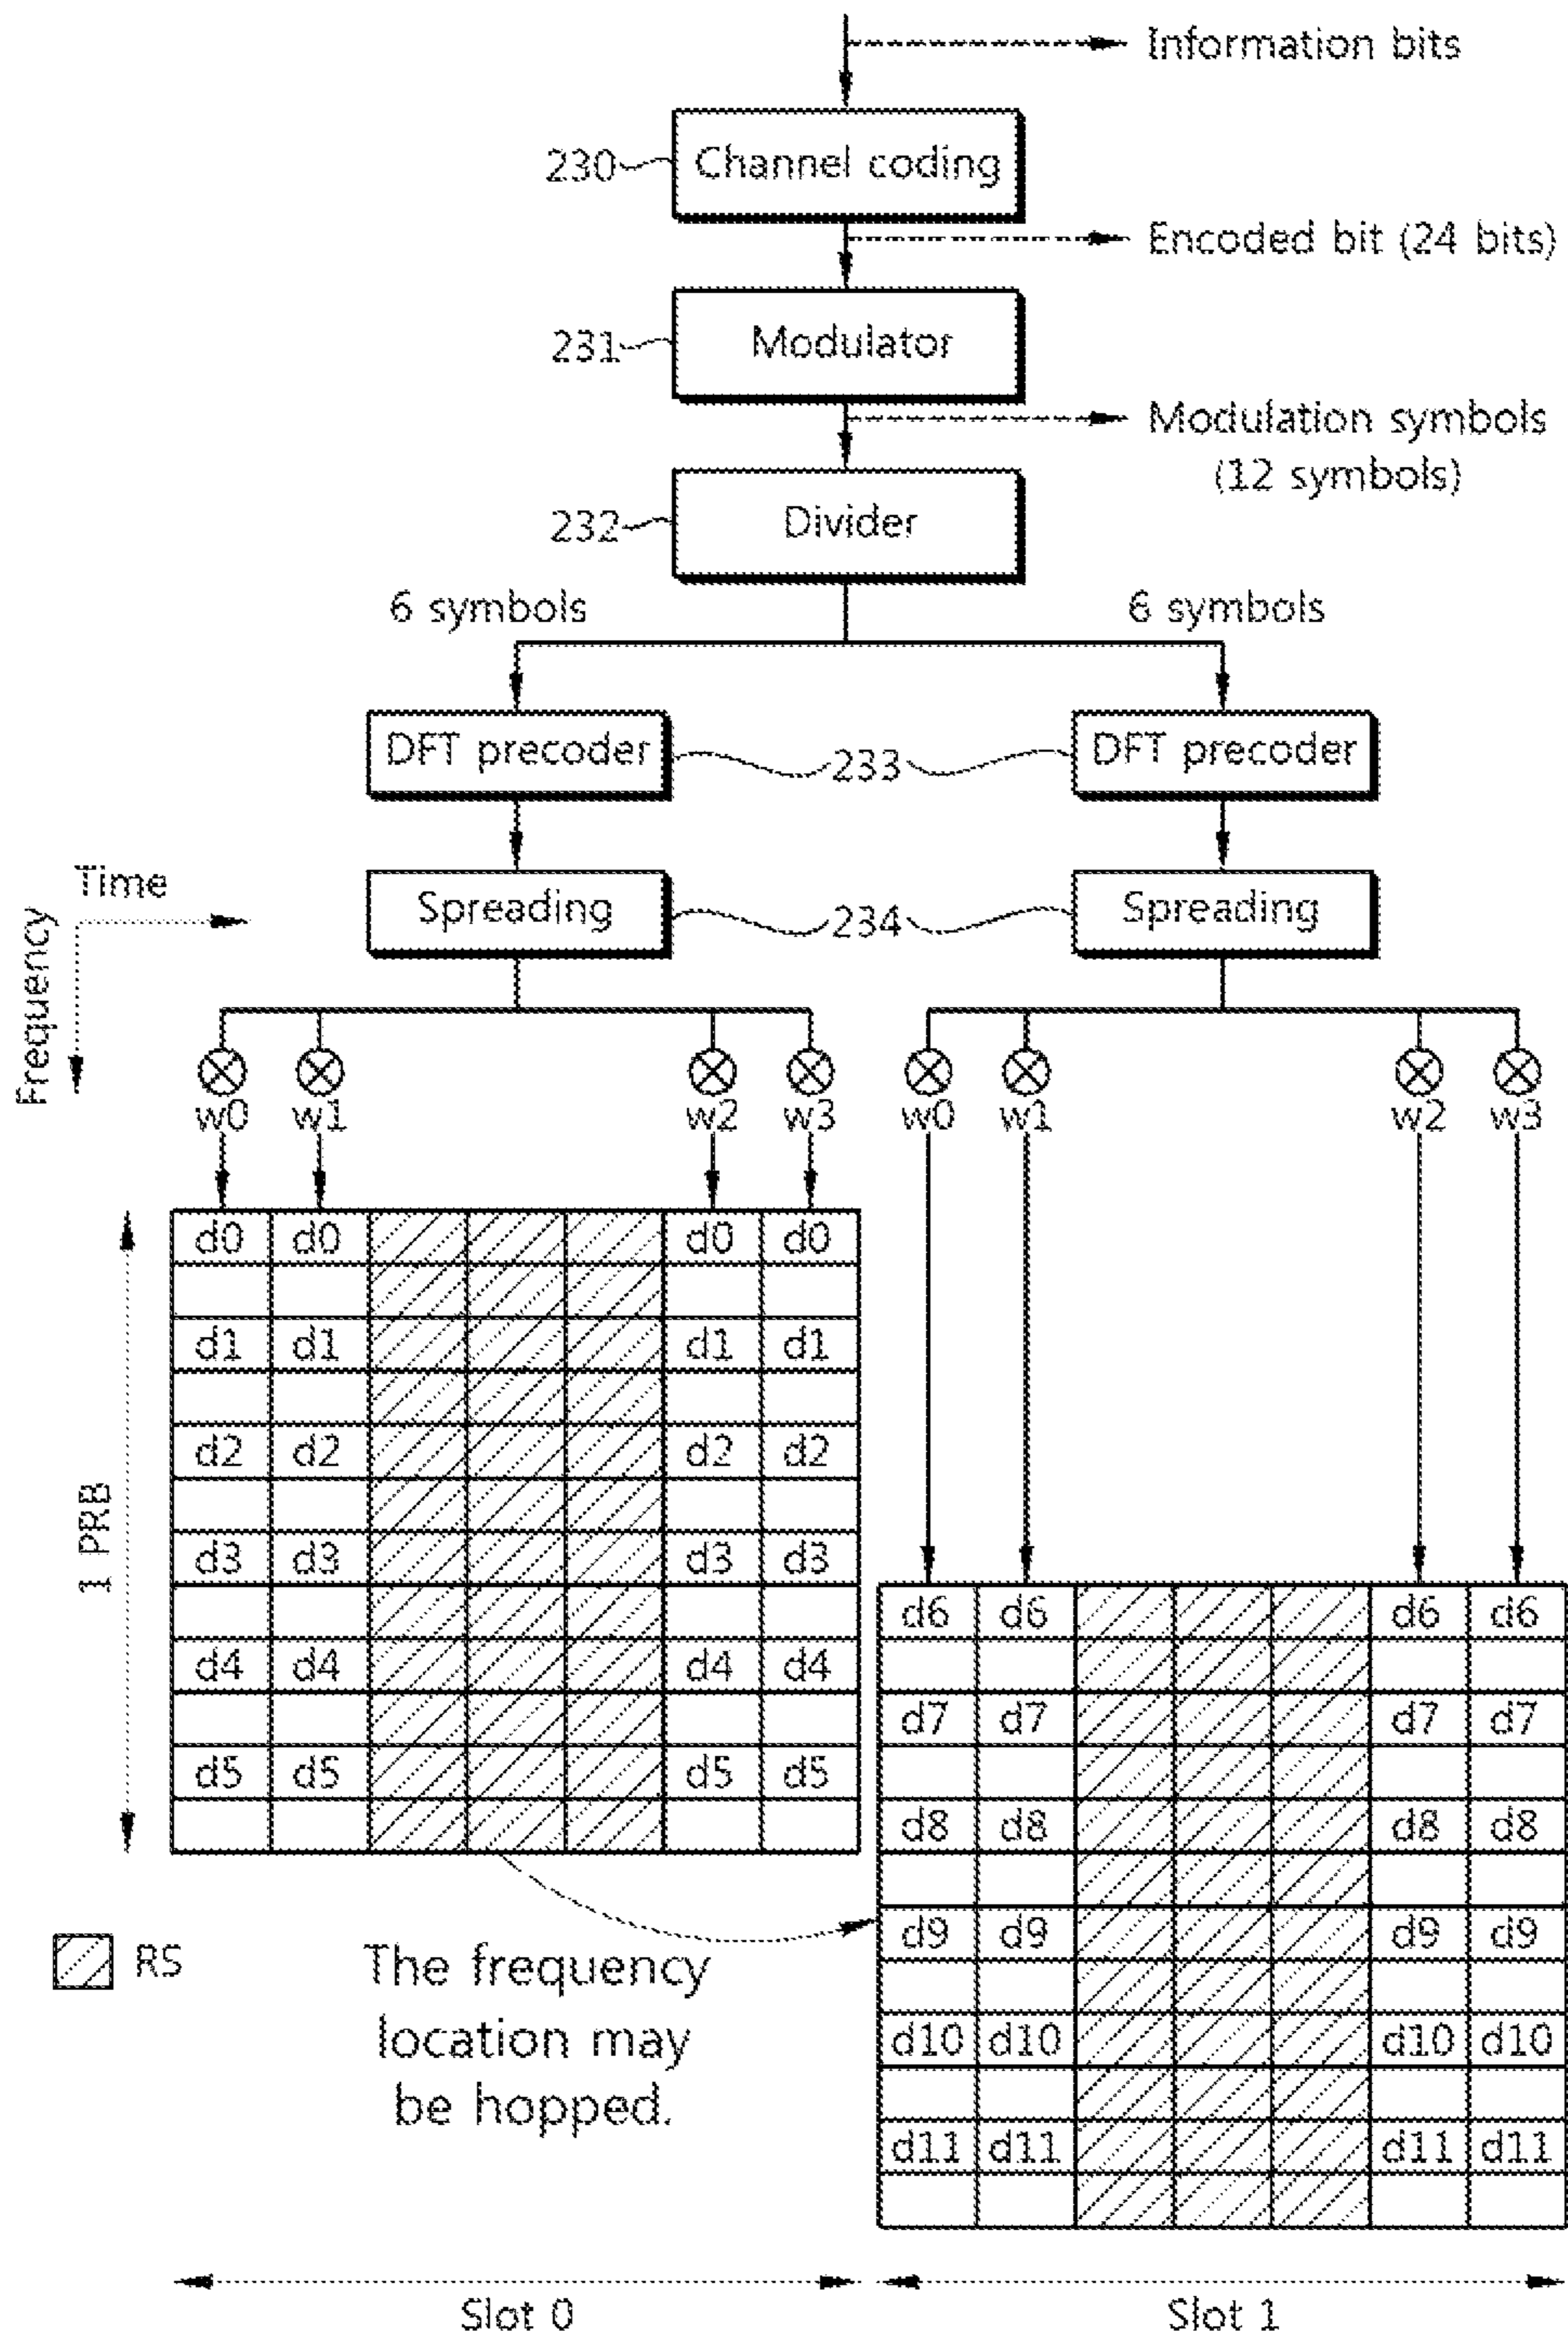 Information bits
230
Channel coding
Encoded bit (24 bits)
231
Modulator
Modulation symbols
(12 symbols)
232
Divider
6 symbols
6 symbols
DFT precoder
233
DFT precoder
Time
Frequency
Spreading
234
Spreading
w0 w1 w2 w3 w0 w1 w2 w3
1 PRB
d0 d0 d0 d0
d1 d1 d1 d1
d2 d2 d2 d2
d3 d3 d3 d3
d4 d4 d4 d4
d5 d5 d5 d5
d6 d6 d6 d6
d7 d7 d7 d7
d8 d8 d8 d8
d9 d9 d9 d9
d10 d10 d10 d10
d11 d11 d11 d11
RS
The frequency
location may
be hopped.
Slot 0
Slot 1